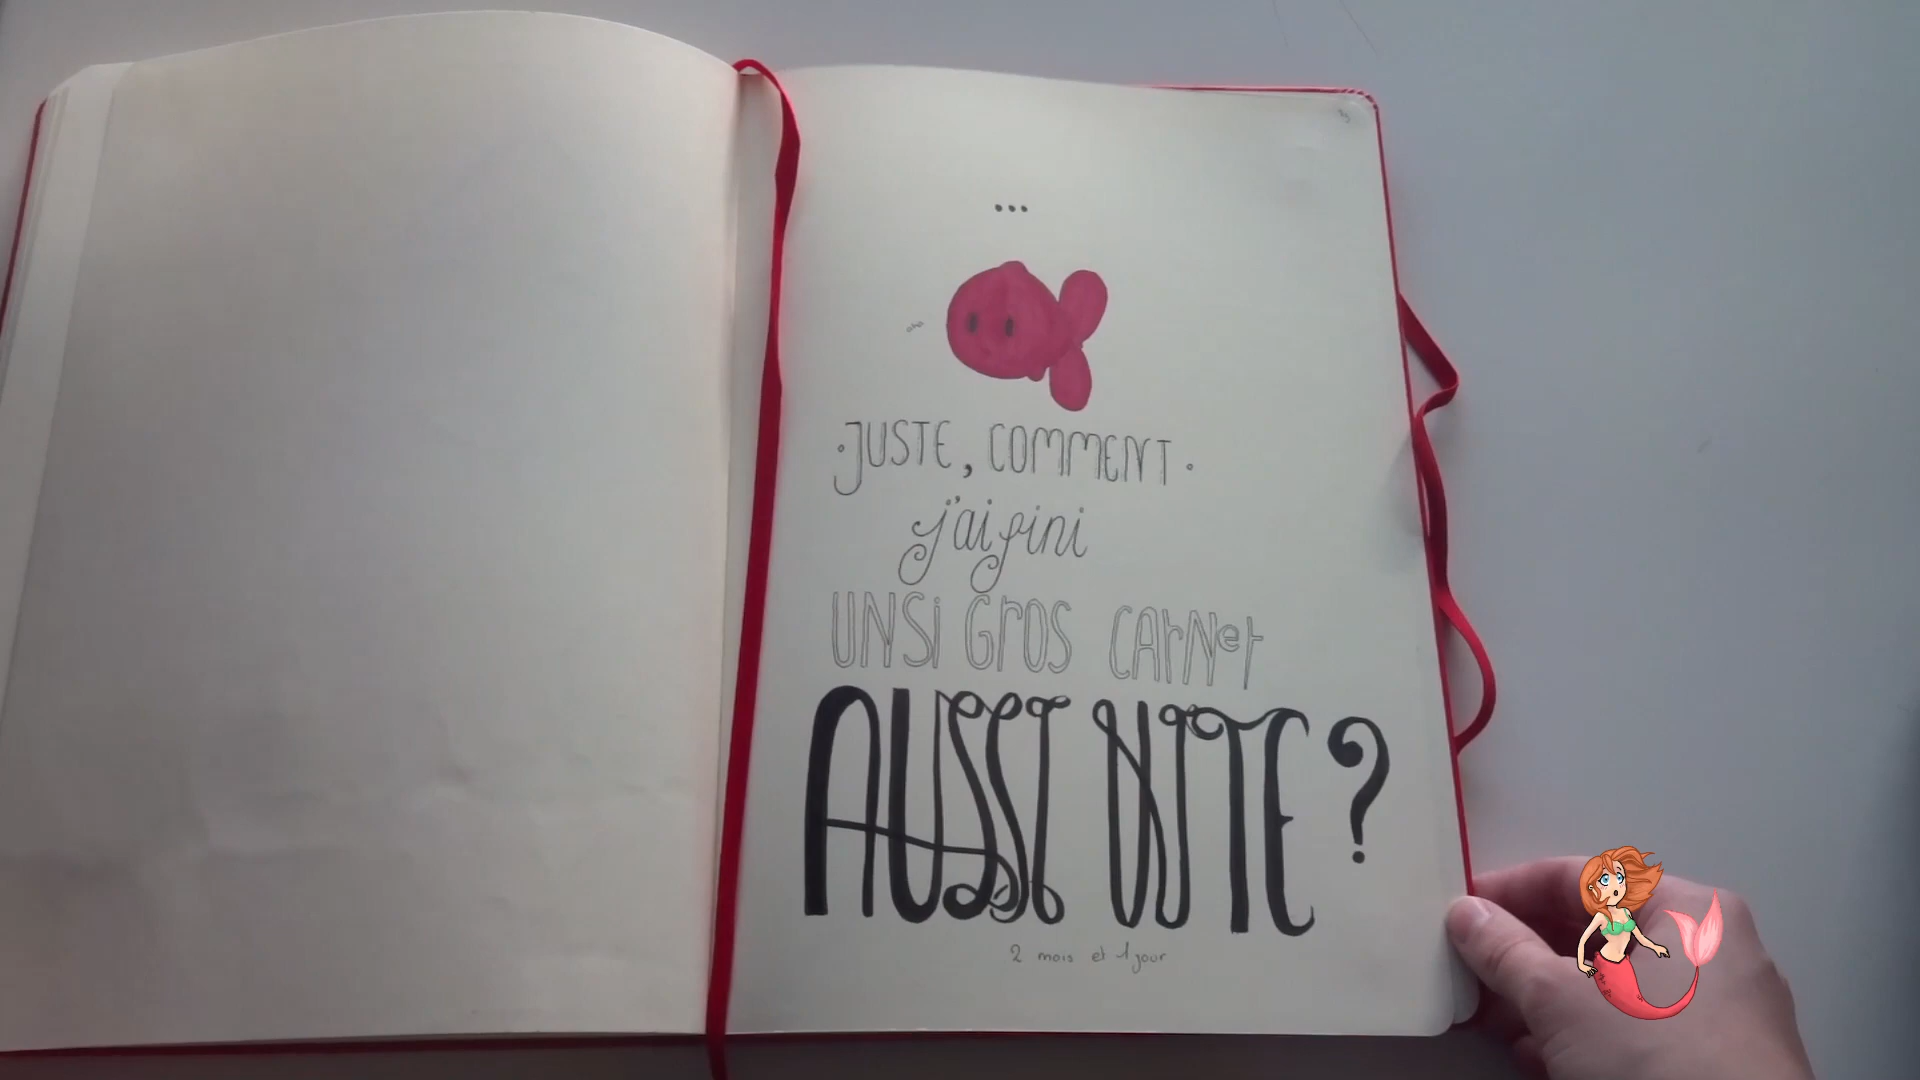 ...
JUSTE, COMMENT
j'ai fini
UN SI GrOS CArNet
AUSSI VITE ?
2 mois et 1 jour